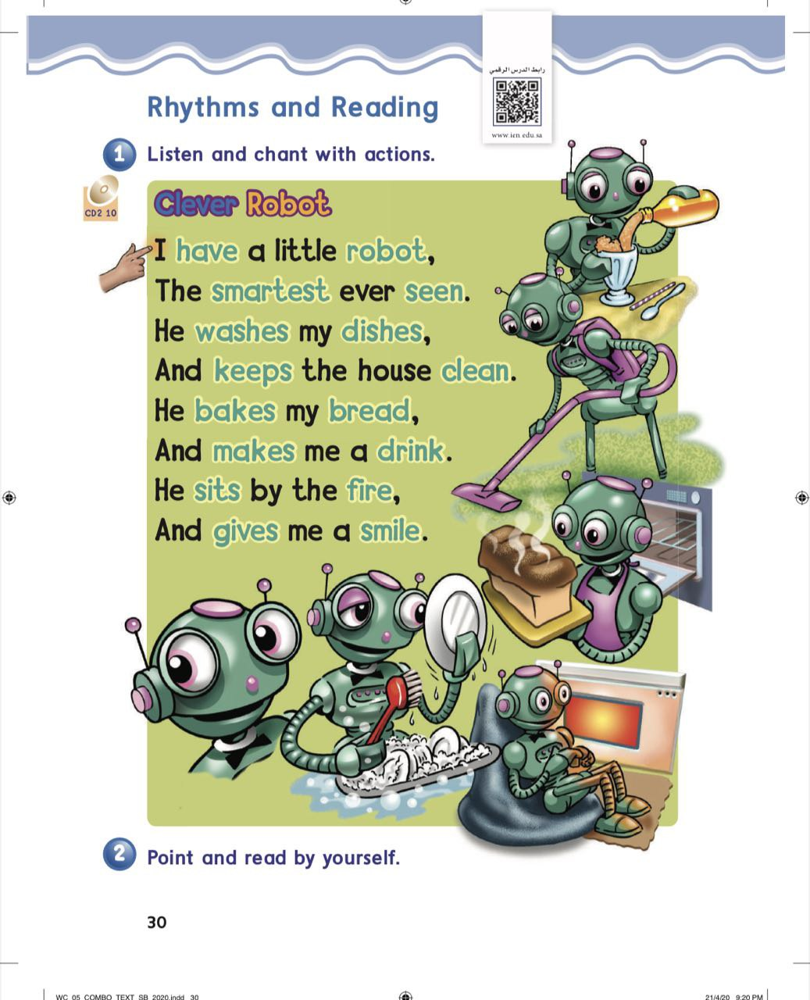 رابط الدرس الرقمي
www.ien.edu.sa
Rhythms and Reading
1 Listen and chant with actions.
CD2 10
Clever Robot
I have a little robot,
The smartest ever seen.
He washes my dishes,
And keeps the house clean.
He bakes my bread,
And makes me a drink.
He sits by the fire,
And gives me a smile.
2 Point and read by yourself.
30
WC_05_COMBO_TEXT_SB_2020.indd 30
21/4/20 9:20 PM